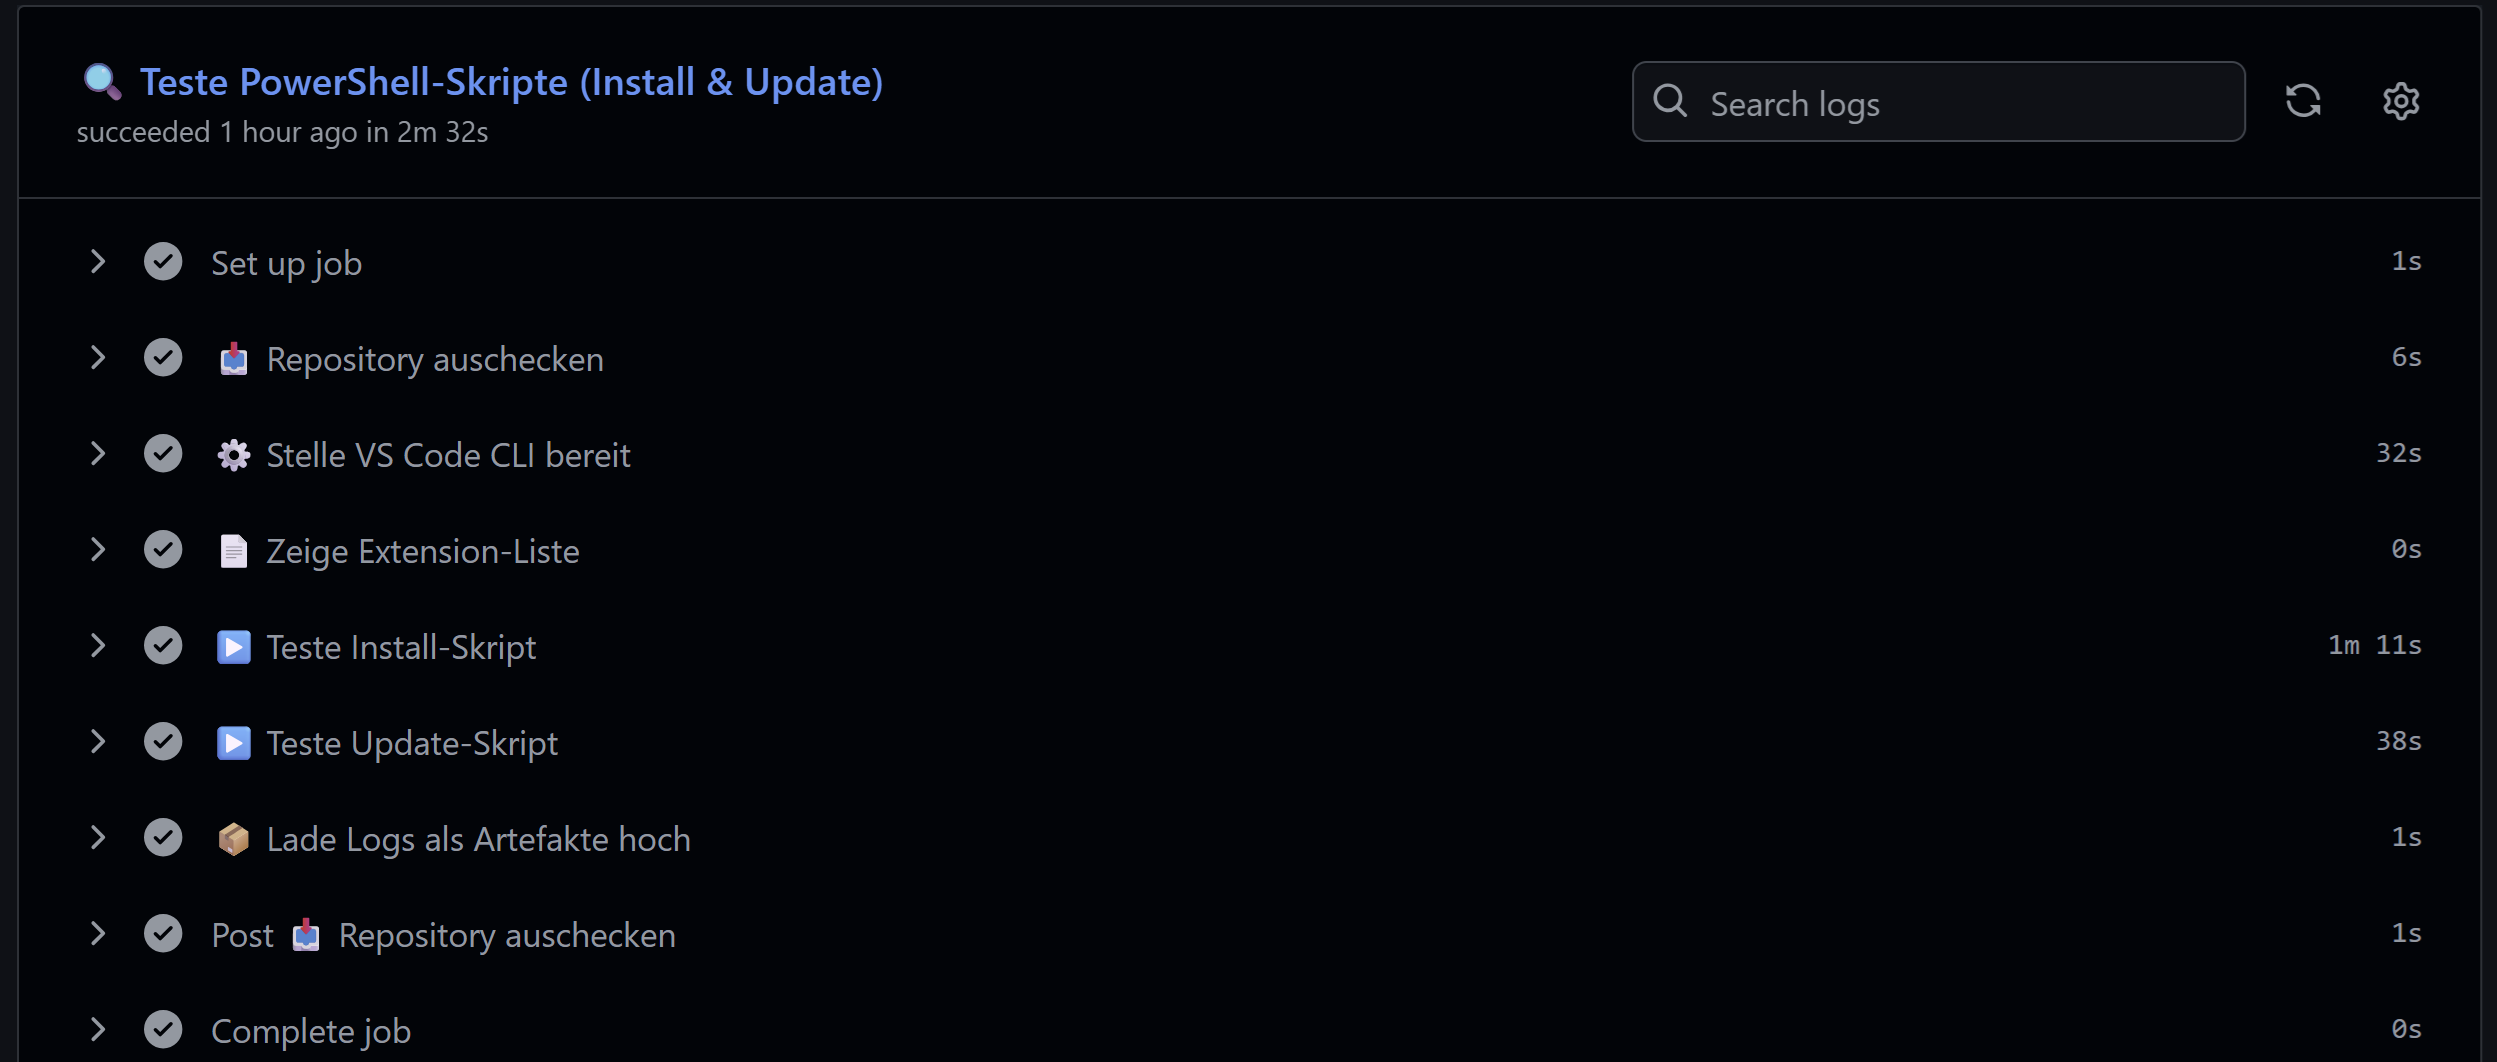 🔍 Teste PowerShell-Skripte (Install & Update)
succeeded 1 hour ago in 2m 32s
Search logs
Set up job 1s
📥 Repository auschecken 6s
⚙️ Stelle VS Code CLI bereit 32s
📄 Zeige Extension-Liste 0s
▶️ Teste Install-Skript 1m 11s
▶️ Teste Update-Skript 38s
📦 Lade Logs als Artefakte hoch 1s
Post 📥 Repository auschecken 1s
Complete job 0s